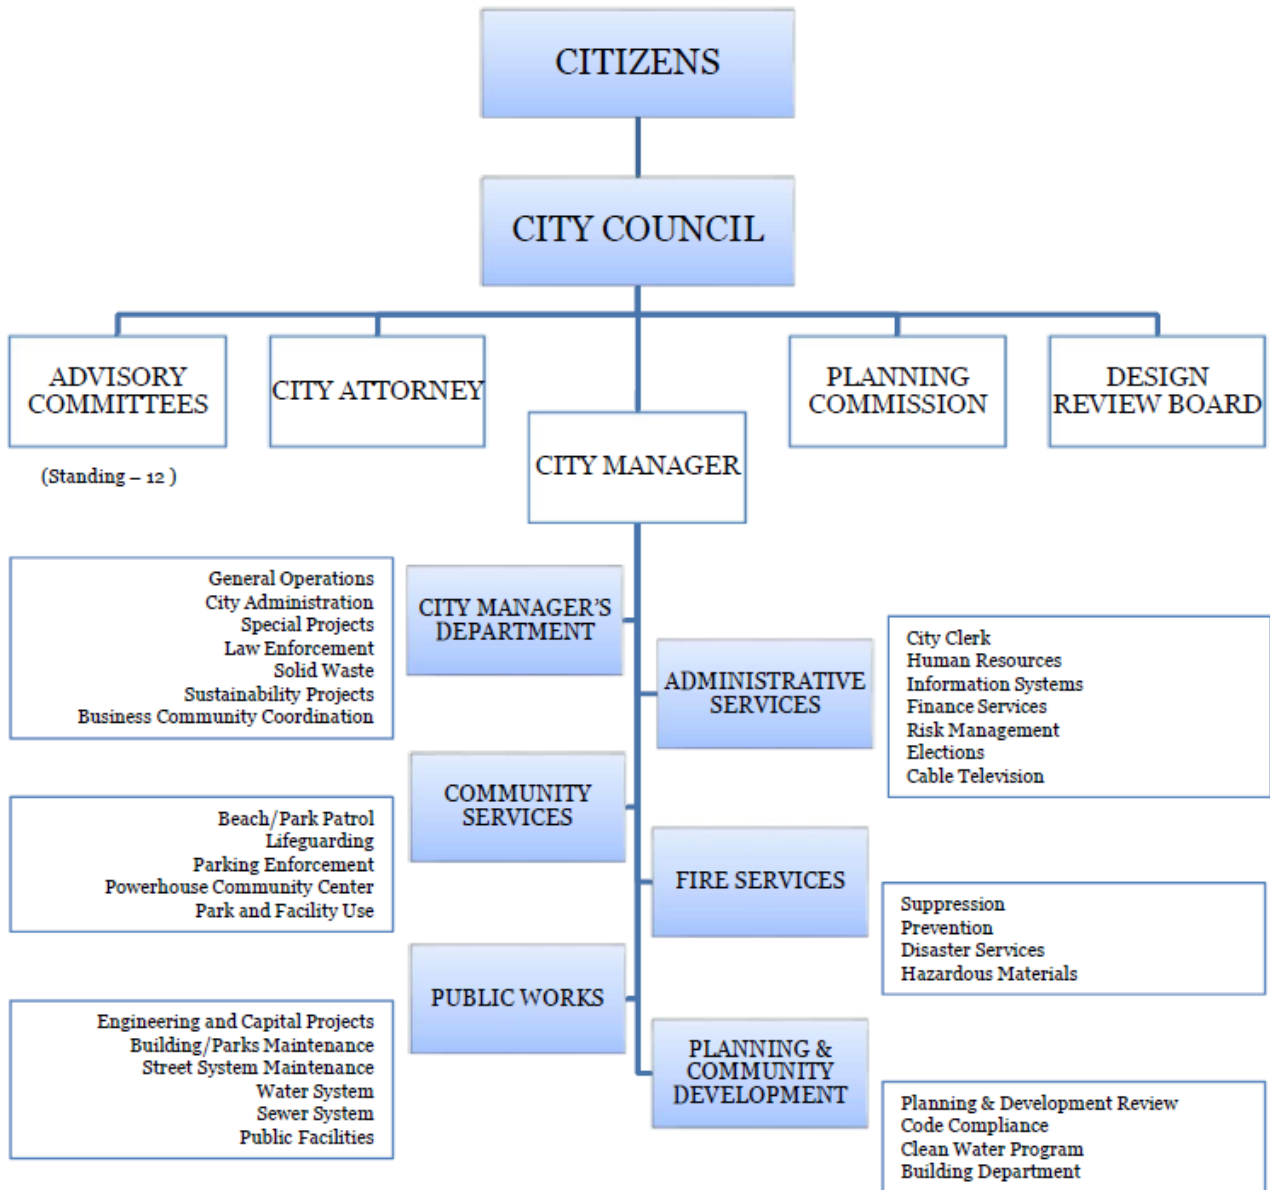 CITIZENS
CITY COUNCIL
ADVISORY
COMMITTEES
(Standing – 12 )
CITY ATTORNEY
CITY MANAGER
PLANNING
COMMISSION
DESIGN
REVIEW BOARD
CITY MANAGER’S
DEPARTMENT
General Operations
City Administration
Special Projects
Law Enforcement
Solid Waste
Sustainability Projects
Business Community Coordination
ADMINISTRATIVE
SERVICES
City Clerk
Human Resources
Information Systems
Finance Services
Risk Management
Elections
Cable Television
COMMUNITY
SERVICES
Beach/Park Patrol
Lifeguarding
Parking Enforcement
Powerhouse Community Center
Park and Facility Use
FIRE SERVICES
Suppression
Prevention
Disaster Services
Hazardous Materials
PUBLIC WORKS
Engineering and Capital Projects
Building/Parks Maintenance
Street System Maintenance
Water System
Sewer System
Public Facilities
PLANNING &
COMMUNITY
DEVELOPMENT
Planning & Development Review
Code Compliance
Clean Water Program
Building Department